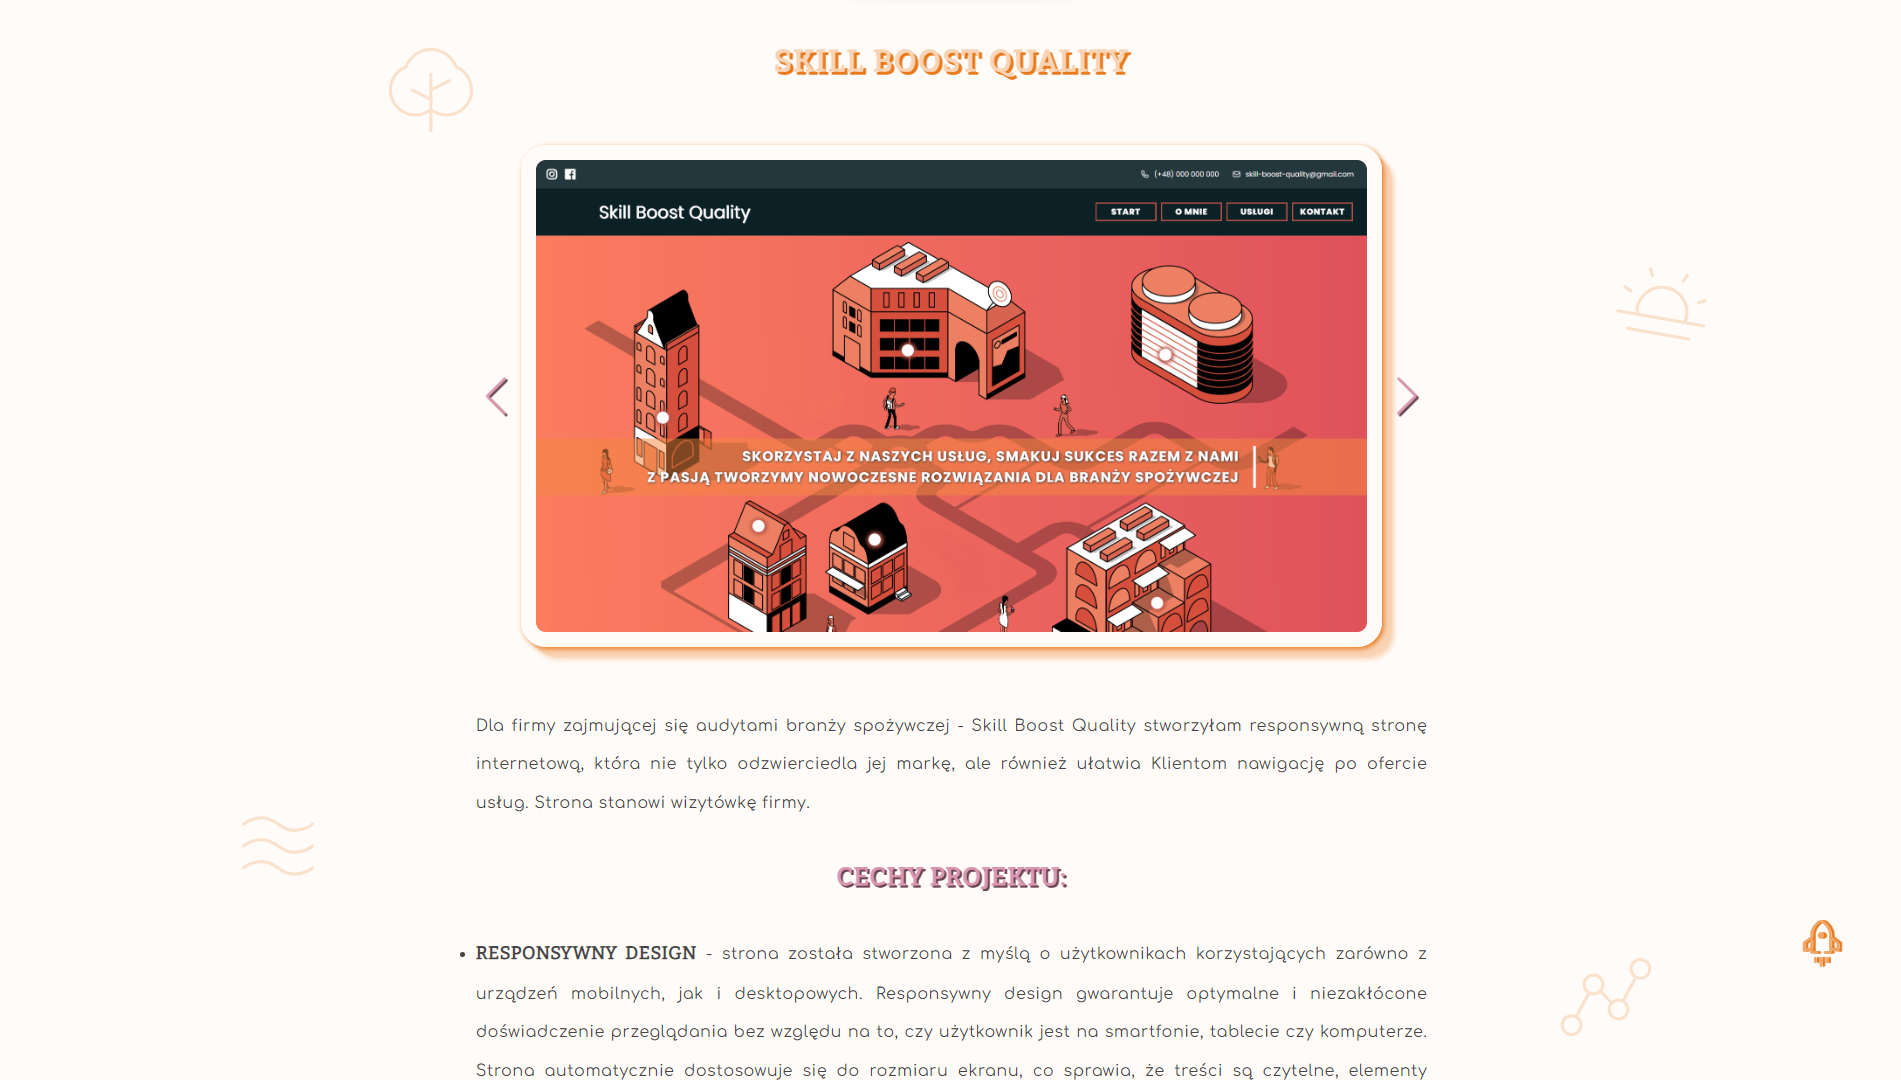 SKILL BOOST QUALITY
(+48) 000 000 000 skill-boost-quality@gmail.com
Skill Boost Quality
START O MNIE USŁUGI KONTAKT
SKORZYSTAJ Z NASZYCH USŁUG, SMAKUJ SUKCES RAZEM Z NAMI
Z PASJĄ TWORZYMY NOWOCZESNE ROZWIĄZANIA DLA BRANŻY SPOŻYWCZEJ
Dla firmy zajmującej się audytami branży spożywczej - Skill Boost Quality stworzyłam responsywną stronę
internetową, która nie tylko odzwierciedla jej markę, ale również ułatwia Klientom nawigację po ofercie
usług. Strona stanowi wizytówkę firmy.
CECHY PROJEKTU:
• RESPONSYWNY DESIGN - strona została stworzona z myślą o użytkownikach korzystających zarówno z
urządzeń mobilnych, jak i desktopowych. Responsywny design gwarantuje optymalne i niezakłócone
doświadczenie przeglądania bez względu na to, czy użytkownik jest na smartfonie, tablecie czy komputerze.
Strona automatycznie dostosowuje się do rozmiaru ekranu, co sprawia, że treści są czytelne, elementy